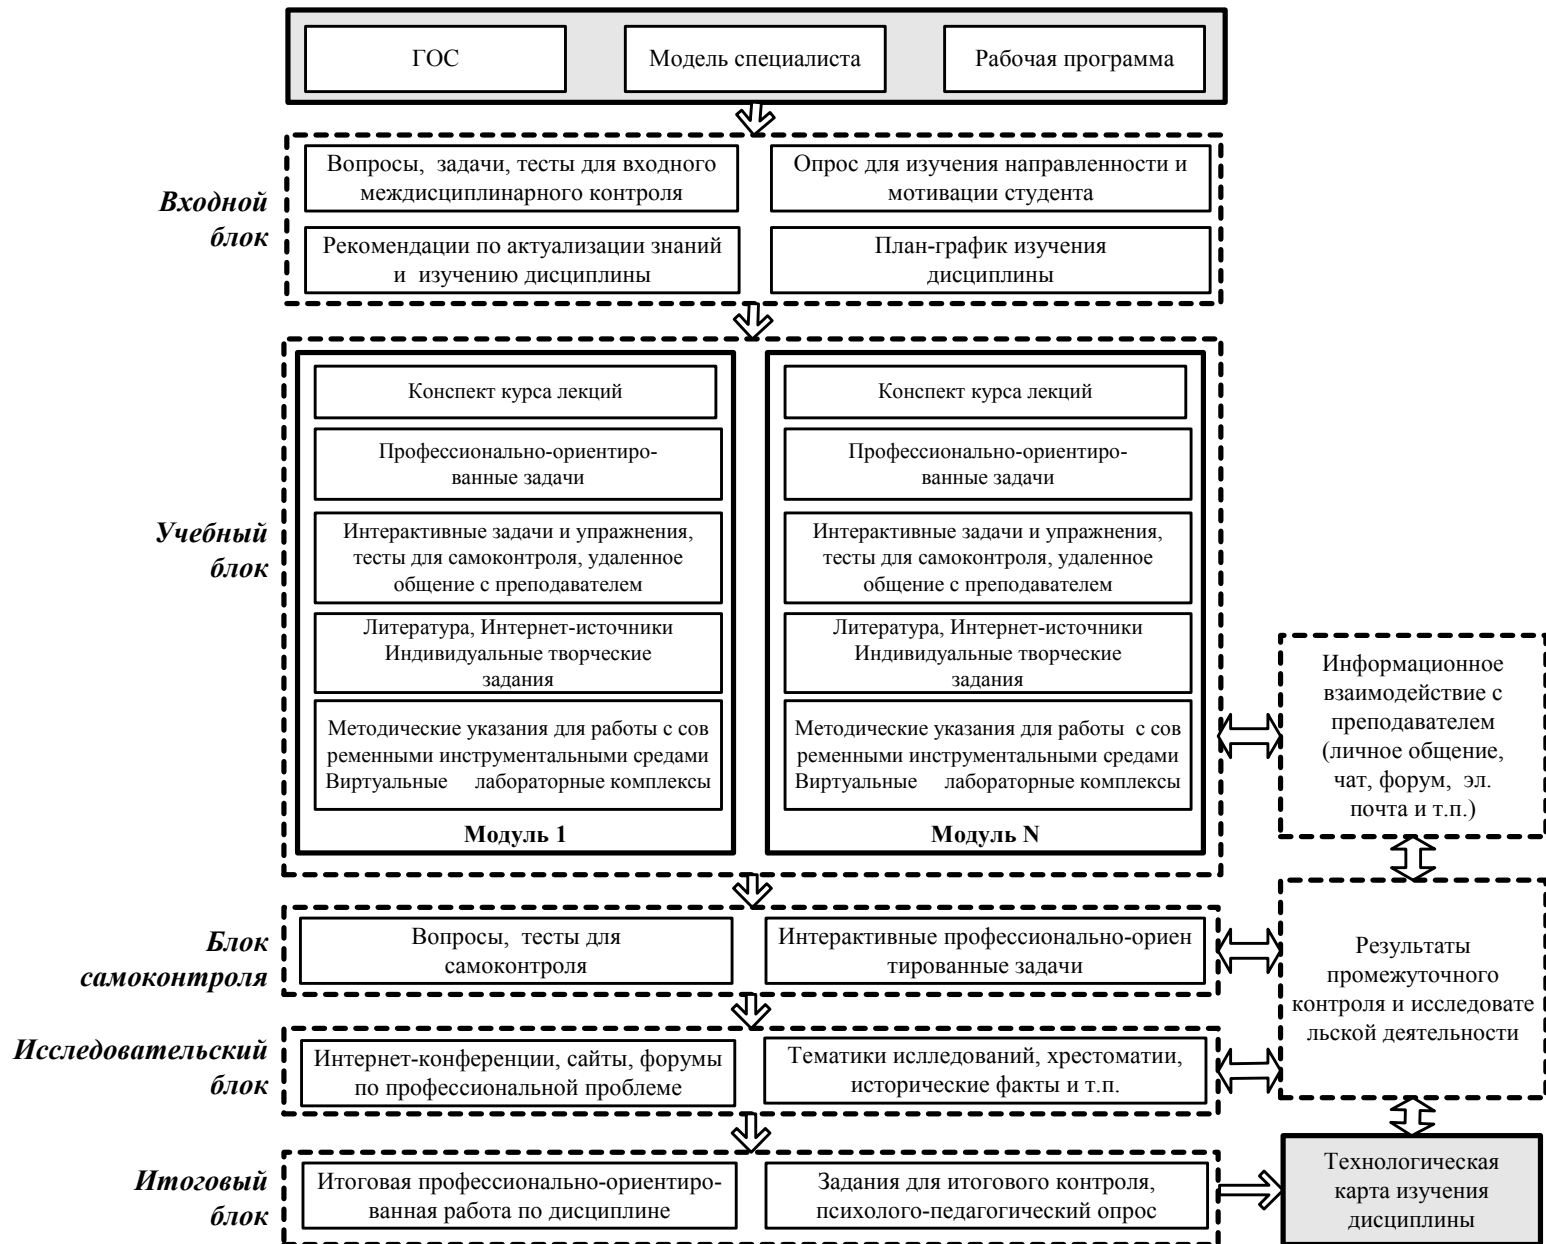 ГОС
Модель специалиста
Рабочая программа
Входной
блок
Вопросы, задачи, тесты для входного
междисциплинарного контроля
Опрос для изучения направленности и
мотивации студента
Рекомендации по актуализации знаний
и изучению дисциплины
План-график изучения
дисциплины
Учебный
блок
Конспект курса лекций
Профессионально-ориентиро-
ванные задачи
Интерактивные задачи и упражнения,
тесты для самоконтроля, удаленное
общение с преподавателем
Литература, Интернет-источники
Индивидуальные творческие
задания
Методические указания для работы с сов
ременными инструментальными средами
Виртуальные лабораторные комплексы
Модуль 1
Конспект курса лекций
Профессионально-ориентиро-
ванные задачи
Интерактивные задачи и упражнения,
тесты для самоконтроля, удаленное
общение с преподавателем
Литература, Интернет-источники
Индивидуальные творческие
задания
Методические указания для работы с сов
ременными инструментальными средами
Виртуальные лабораторные комплексы
Модуль N
Информационное
взаимодействие с
преподавателем
(личное общение,
чат, форум, эл.
почта и т.п.)
Блок
самоконтроля
Вопросы, тесты для
самоконтроля
Интерактивные профессионально-ориен
тированные задачи
Результаты
промежуточного
контроля и исследовате
льской деятельности
Исследовательский
блок
Интернет-конференции, сайты, форумы
по профессиональной проблеме
Тематики ислледований, хрестоматии,
исторические факты и т.п.
Итоговый
блок
Итоговая профессионально-ориентиро-
ванная работа по дисциплине
Задания для итогового контроля,
психолого-педагогический опрос
Технологическая
карта изучения
дисциплины